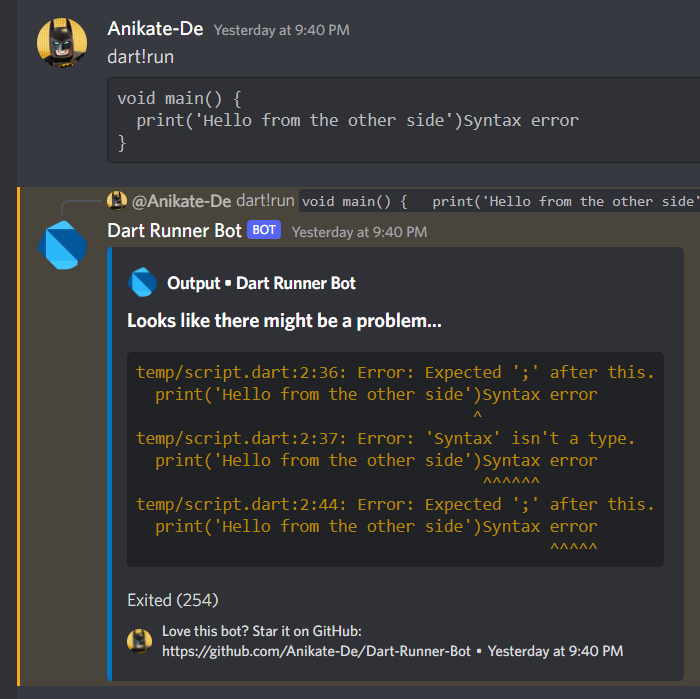 Anikate-De Yesterday at 9:40 PM
dart!run
void main() {
  print('Hello from the other side')Syntax error
}
@Anikate-De dart!run void main() {   print('Hello from the other side'
Dart Runner Bot BOT Yesterday at 9:40 PM
Output ▪ Dart Runner Bot
Looks like there might be a problem...
temp/script.dart:2:36: Error: Expected ';' after this.
  print('Hello from the other side')Syntax error
                                   ^
temp/script.dart:2:37: Error: 'Syntax' isn't a type.
  print('Hello from the other side')Syntax error
                                    ^^^^^^
temp/script.dart:2:44: Error: Expected ';' after this.
  print('Hello from the other side')Syntax error
                                           ^^^^^
Exited (254)
Love this bot? Star it on GitHub:
https://github.com/Anikate-De/Dart-Runner-Bot • Yesterday at 9:40 PM